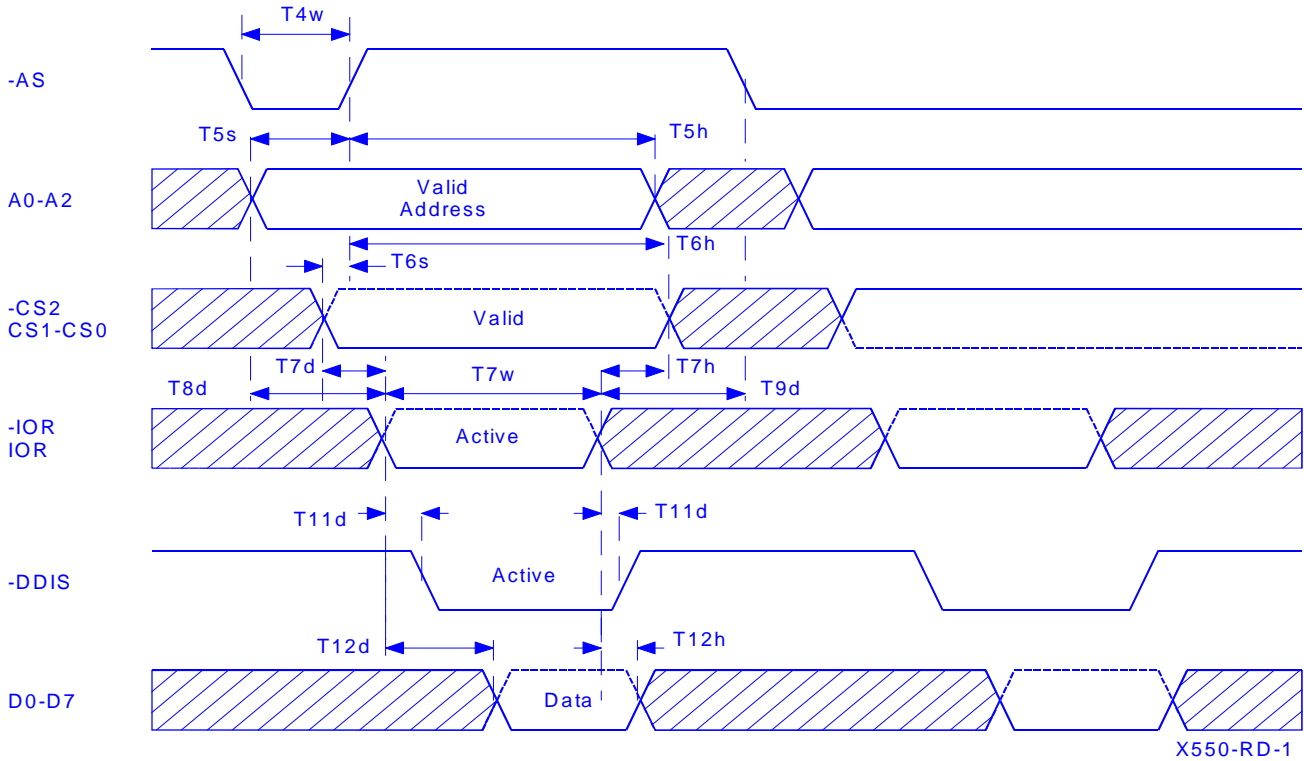 T4w
-AS
T5s
T5h
A0-A2
Valid
Address
T6h
T6s
-CS2
CS1-CS0
Valid
T7d
T7h
T8d
T7w
T9d
-IOR
IOR
Active
T11d
T11d
-DDIS
Active
T12d
T12h
D0-D7
Data
X550-RD-1